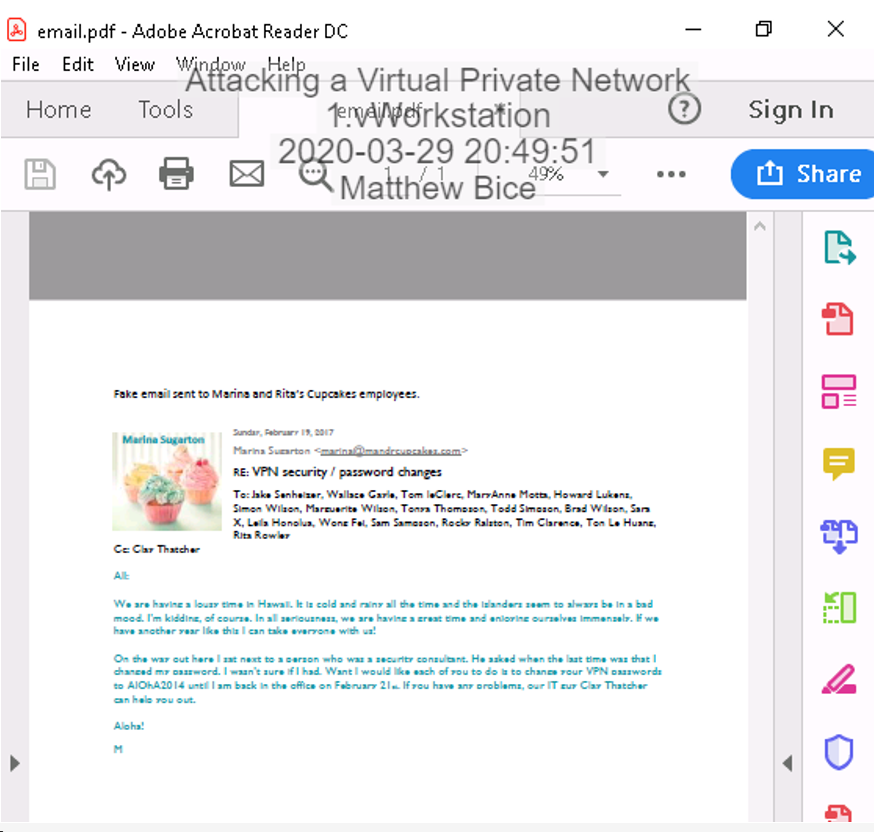 email.pdf - Adobe Acrobat Reader DC
File Edit View Window Help
Attacking a Virtual Private Network
Home Tools email.pdf × ? Sign In
1.vWorkstation
2020-03-29 20:49:51
1 / 1 49% Share
Matthew Bice
Fake email sent to Marina and Rita's Cupcakes employees.
Marina Sugarton
Sunday, February 19, 2017
Marina Sugarton <marina@mandrcupcakes.com>
RE: VPN security / password changes
To: Jake Senheiser, Wallace Gayle, Tom leClerc, MaryAnne Motta, Howard Lukens,
Simon Wilson, Marguerite Wilson, Tonya Thompson, Todd Simpson, Brad Wilson, Sara
X, Leila Honolua, Wong Fei, Sam Sampson, Rocky Ralston, Tim Clarence, Ton Le Huang,
Rita Rowley
Cc: Clay Thatcher
All:
We are having a lousy time in Hawaii. It is cold and rainy all the time and the islanders seem to always be in a bad
mood. I'm kidding, of course. In all seriousness, we are having a great time and enjoying ourselves immensely. If we
have another year like this I can take everyone with us!
On the way out here I sat next to a person who was a security consultant. He asked when the last time was that I
changed my password. I wasn't sure if I had. Want I would like each of you to do is to change your VPN passwords
to AlOhA2014 until I am back in the office on February 21st. If you have any problems, our IT guy Clay Thatcher
can help you out.
Aloha!
M